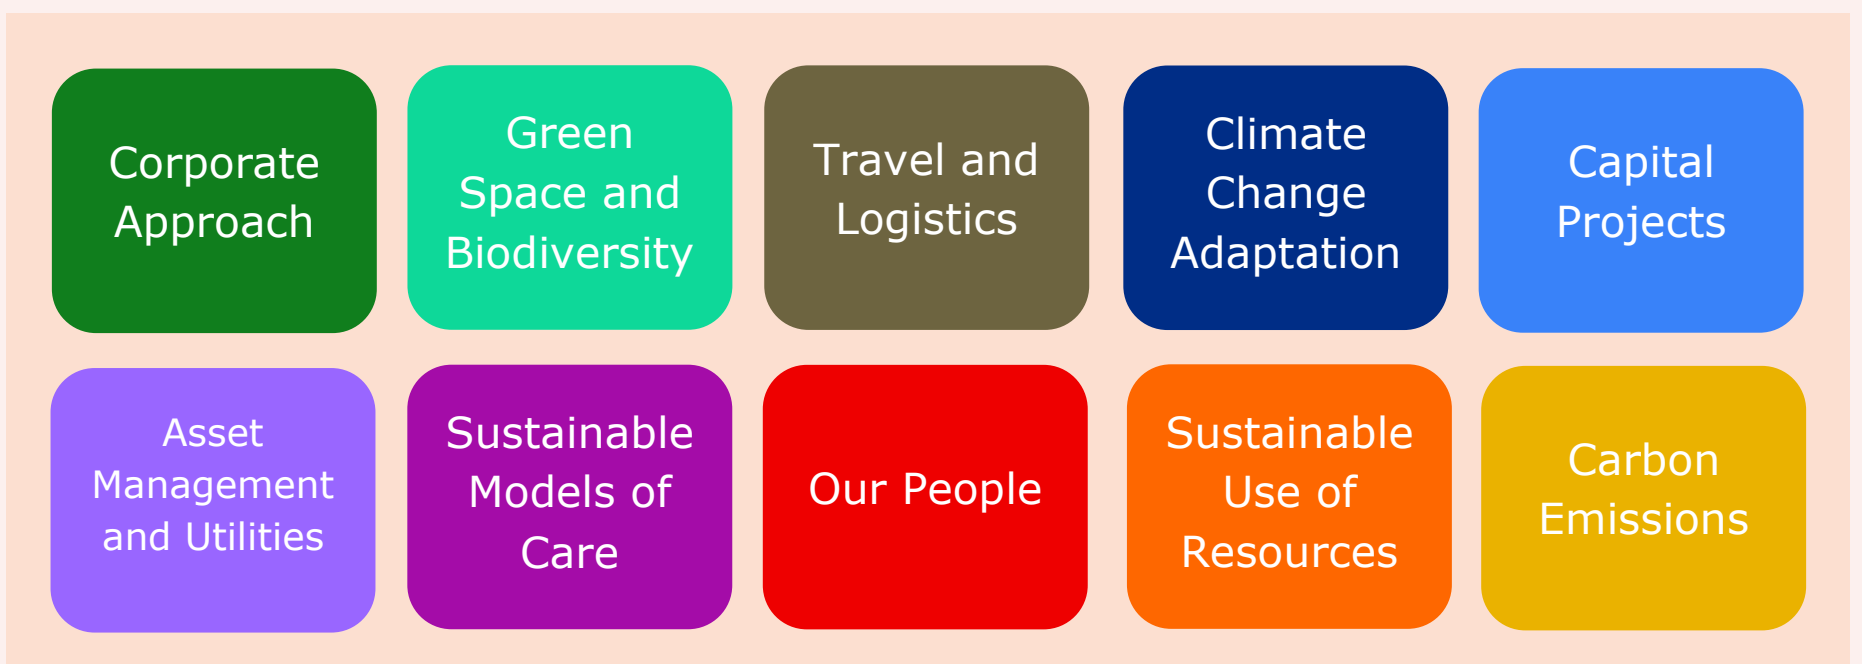 Corporate
Approach
Green
Space and
Biodiversity
Travel and
Logistics
Climate
Change
Adaptation
Capital
Projects
Asset
Management
and Utilities
Sustainable
Models of
Care
Our People
Sustainable
Use of
Resources
Carbon
Emissions